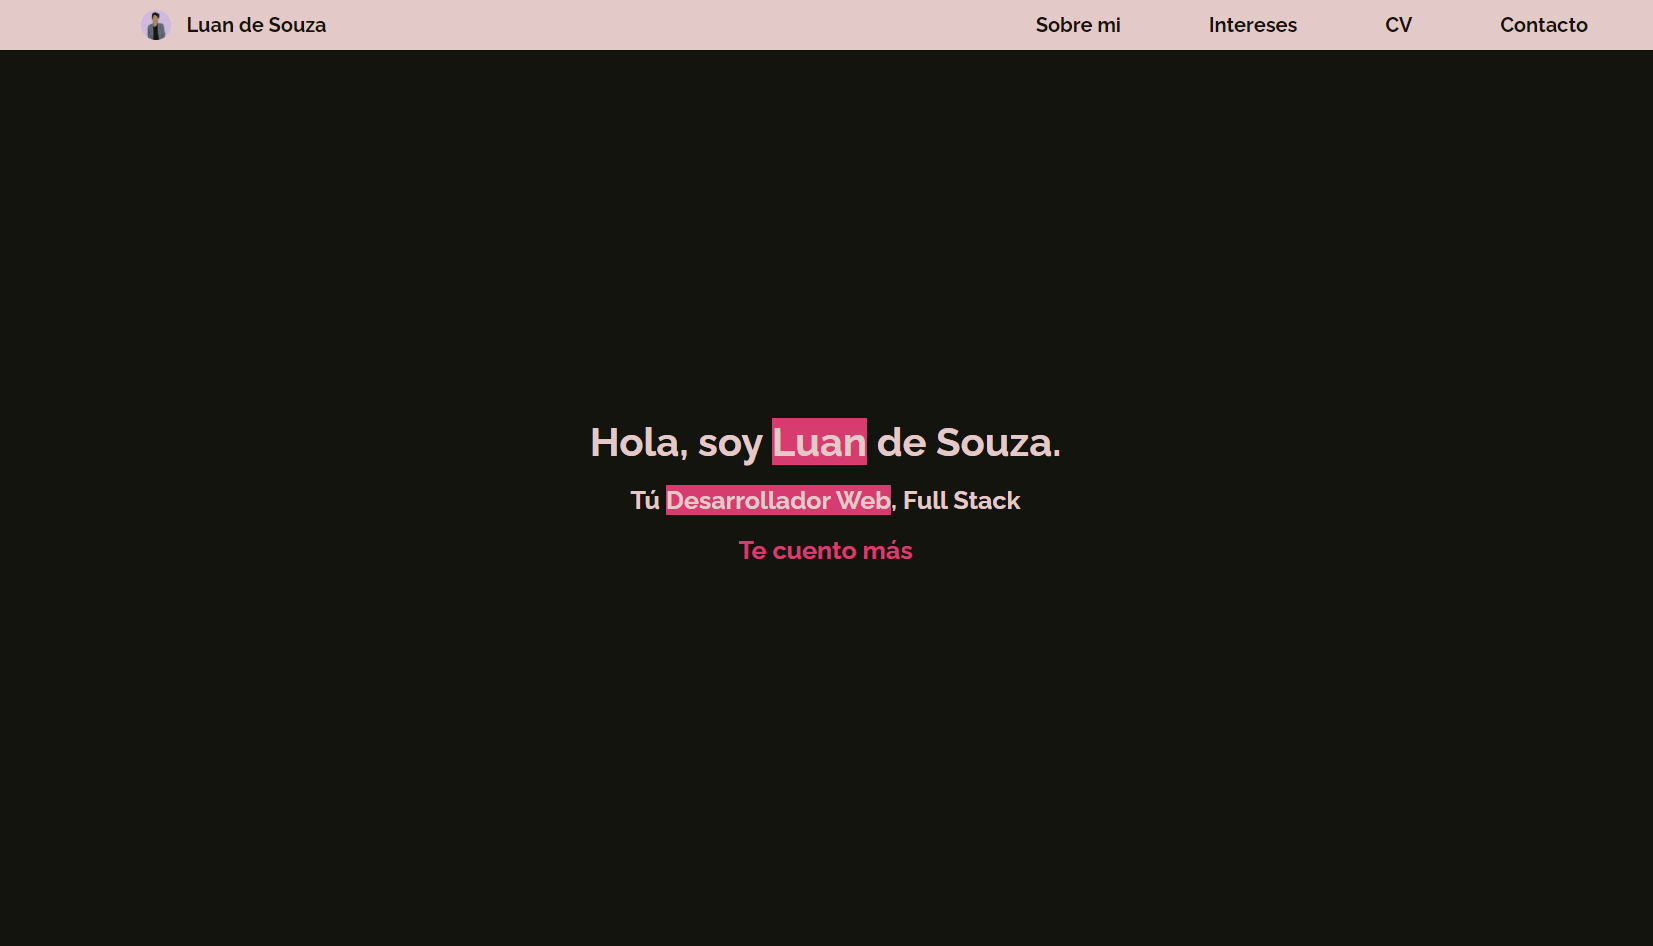 Luan de Souza Sobre mi Intereses CV Contacto
Hola, soy Luan de Souza.
Tú Desarrollador Web, Full Stack
Te cuento más